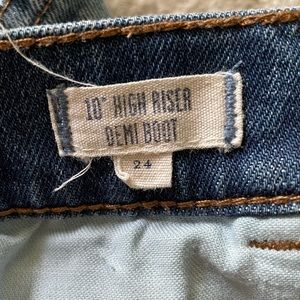 10" HIGH RISER
DEMI BOOT
24